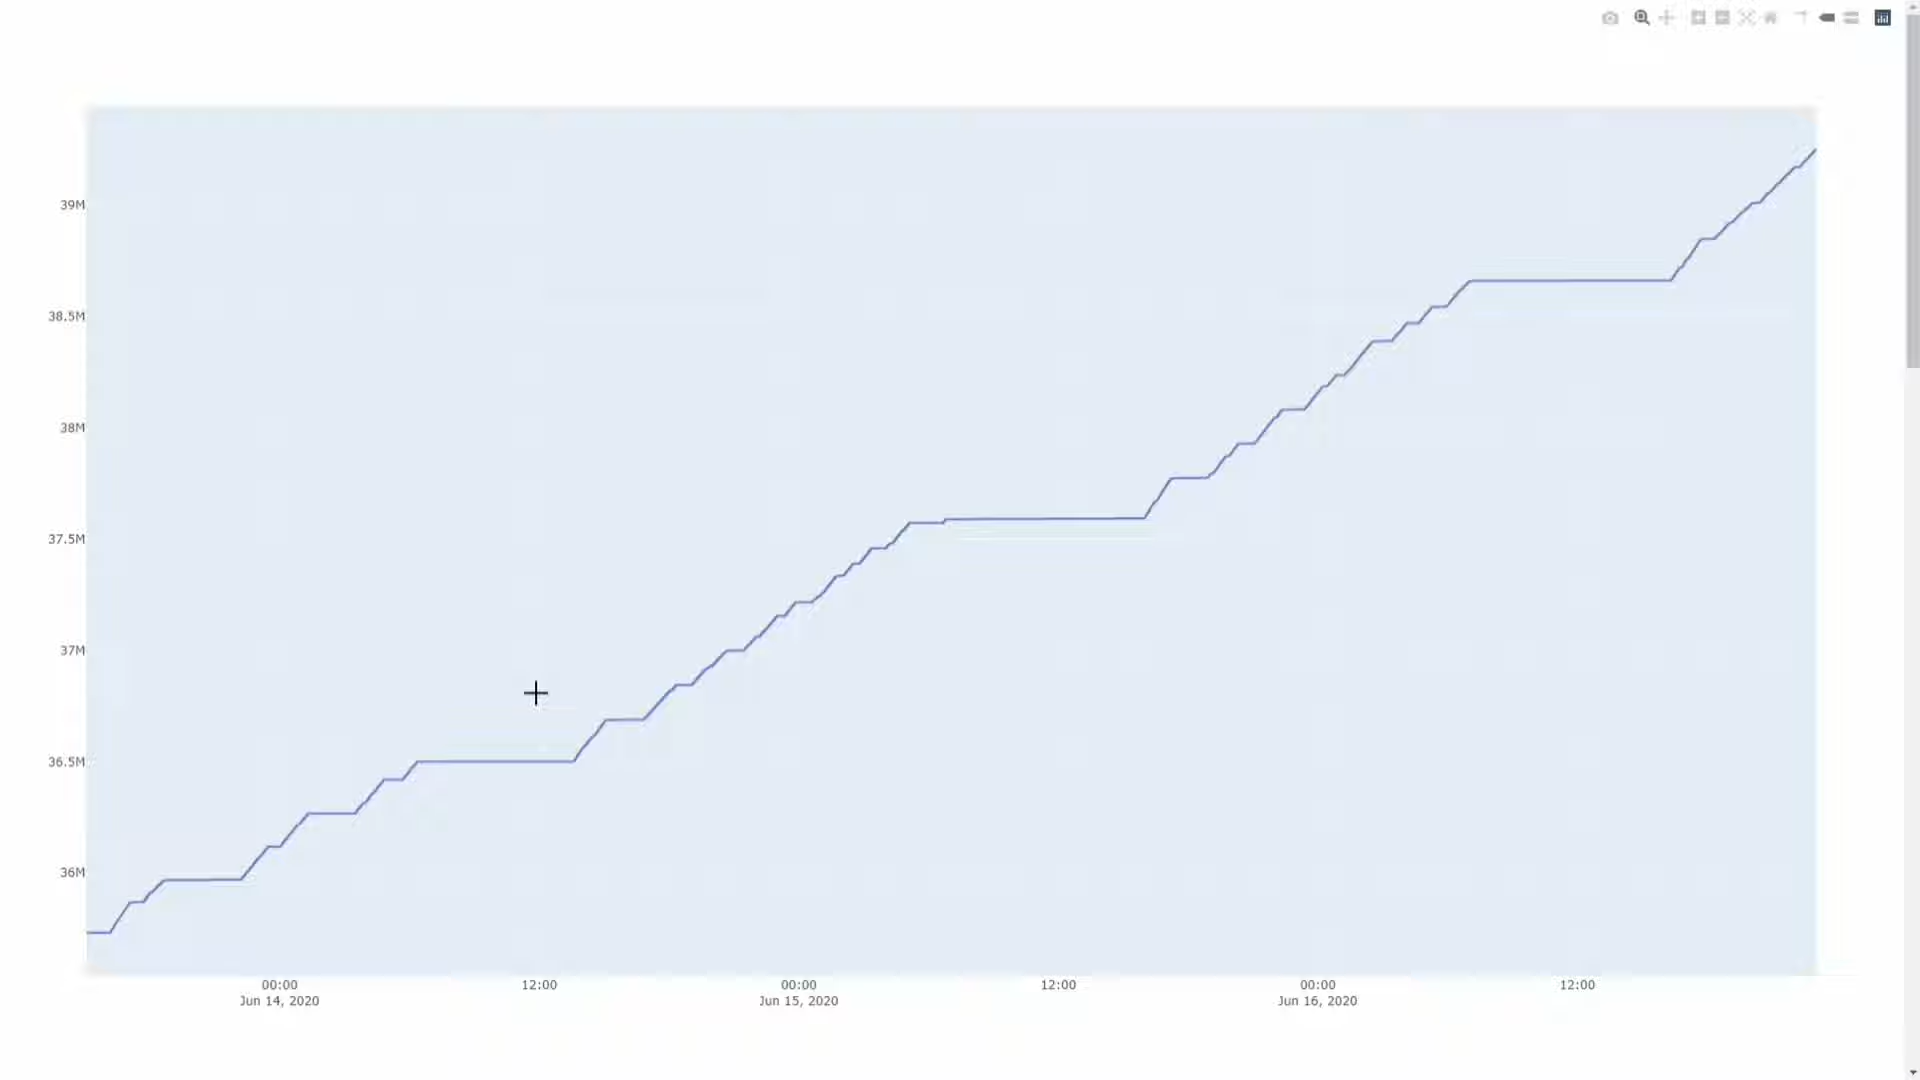 39M
38.5M
38M
37.5M
37M
36.5M
36M
00:00
12:00
00:00
12:00
00:00
12:00
Jun 14, 2020
Jun 15, 2020
Jun 16, 2020